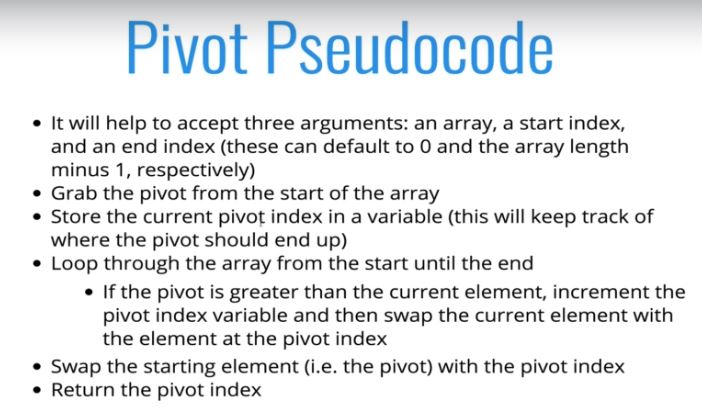 Pivot Pseudocode
• It will help to accept three arguments: an array, a start index,
and an end index (these can default to 0 and the array length
minus 1, respectively)
• Grab the pivot from the start of the array
• Store the current pivot index in a variable (this will keep track of
where the pivot should end up)
• Loop through the array from the start until the end
• If the pivot is greater than the current element, increment the
pivot index variable and then swap the current element with
the element at the pivot index
• Swap the starting element (i.e. the pivot) with the pivot index
• Return the pivot index